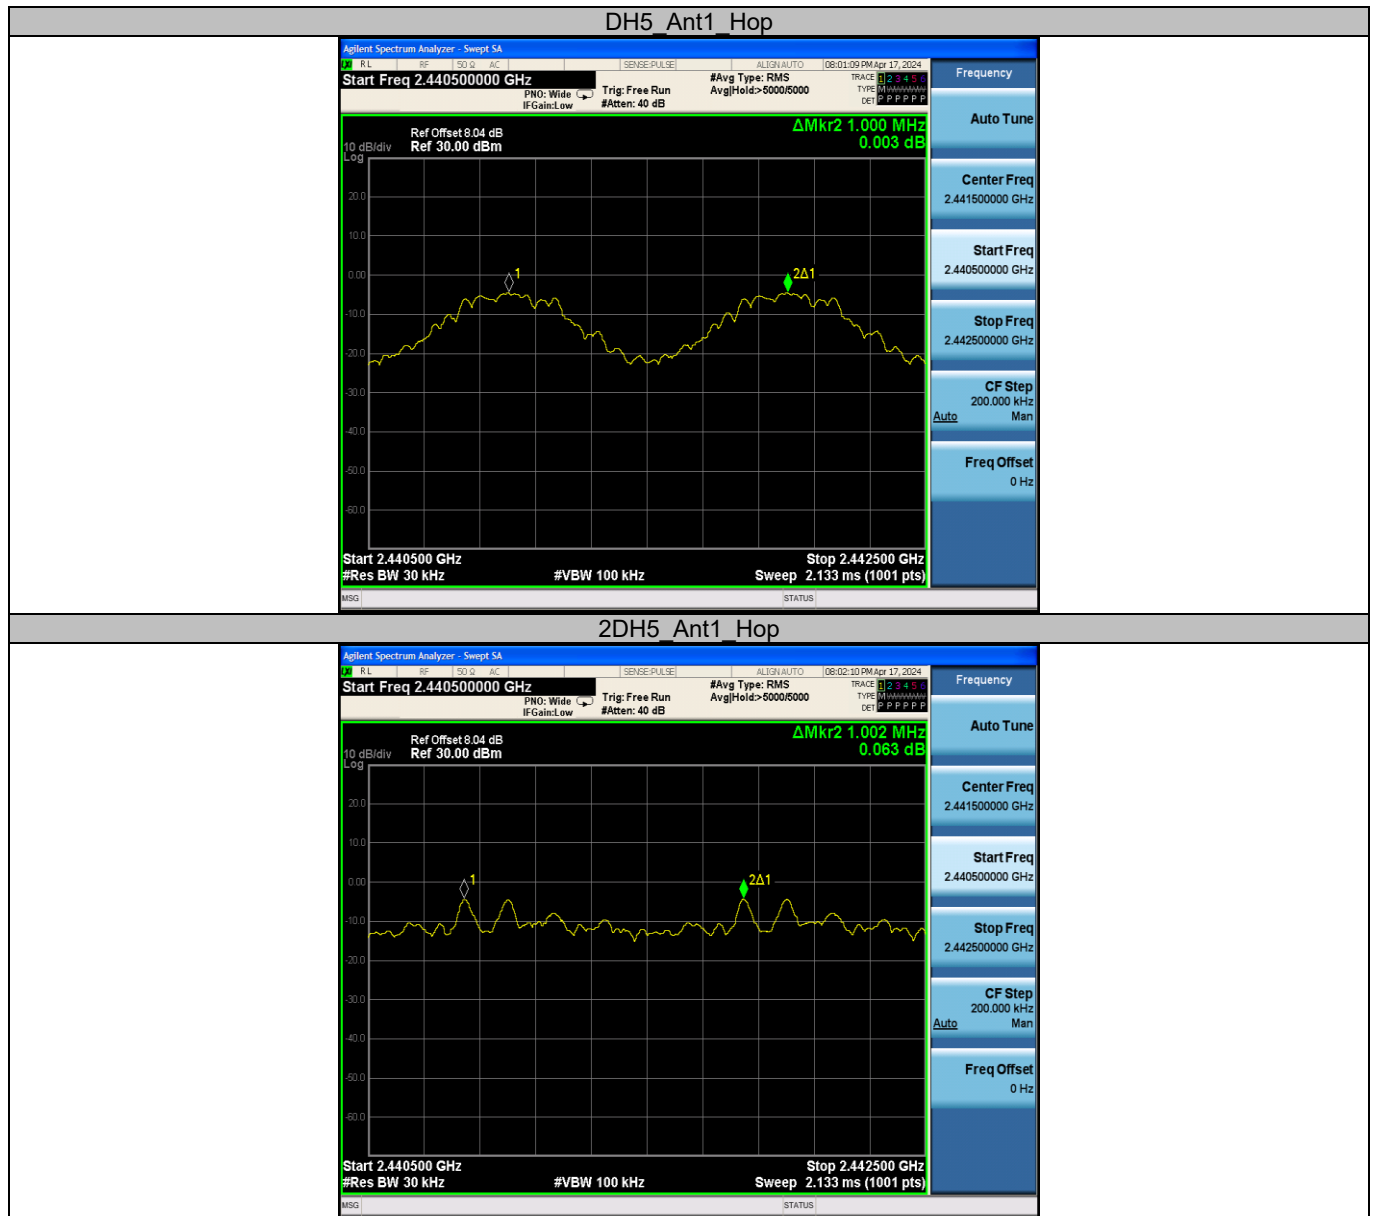 DH5_Ant1_Hop
Agilent Spectrum Analyzer - Swept SA
RL RF 50 Ω AC SENSE:PULSE ALIGN AUTO 08:01:09 PM Apr 17, 2024
Start Freq 2.440500000 GHz
PNO: Wide
IFGain:Low
Trig: Free Run
#Atten: 40 dB
#Avg Type: RMS
Avg|Hold:>5000/5000
TRACE 1 2 3 4 5 6
TYPE M
DET P P P P P P
ΔMkr2 1.000 MHz
0.003 dB
Ref Offset 8.04 dB
10 dB/div Ref 30.00 dBm
Log
20.0
10.0
0.00
-10.0
-20.0
-30.0
-40.0
-50.0
-60.0
1
2Δ1
Start 2.440500 GHz Stop 2.442500 GHz
#Res BW 30 kHz #VBW 100 kHz Sweep 2.133 ms (1001 pts)
MSG STATUS
Frequency
Auto Tune
Center Freq
2.441500000 GHz
Start Freq
2.440500000 GHz
Stop Freq
2.442500000 GHz
CF Step
200.000 kHz
Auto Man
Freq Offset
0 Hz
2DH5_Ant1_Hop
Agilent Spectrum Analyzer - Swept SA
RL RF 50 Ω AC SENSE:PULSE ALIGN AUTO 08:02:10 PM Apr 17, 2024
Start Freq 2.440500000 GHz
PNO: Wide
IFGain:Low
Trig: Free Run
#Atten: 40 dB
#Avg Type: RMS
Avg|Hold:>5000/5000
TRACE 1 2 3 4 5 6
TYPE M
DET P P P P P P
ΔMkr2 1.002 MHz
0.063 dB
Ref Offset 8.04 dB
10 dB/div Ref 30.00 dBm
Log
20.0
10.0
0.00
-10.0
-20.0
-30.0
-40.0
-50.0
-60.0
1
2Δ1
Start 2.440500 GHz Stop 2.442500 GHz
#Res BW 30 kHz #VBW 100 kHz Sweep 2.133 ms (1001 pts)
MSG STATUS
Frequency
Auto Tune
Center Freq
2.441500000 GHz
Start Freq
2.440500000 GHz
Stop Freq
2.442500000 GHz
CF Step
200.000 kHz
Auto Man
Freq Offset
0 Hz